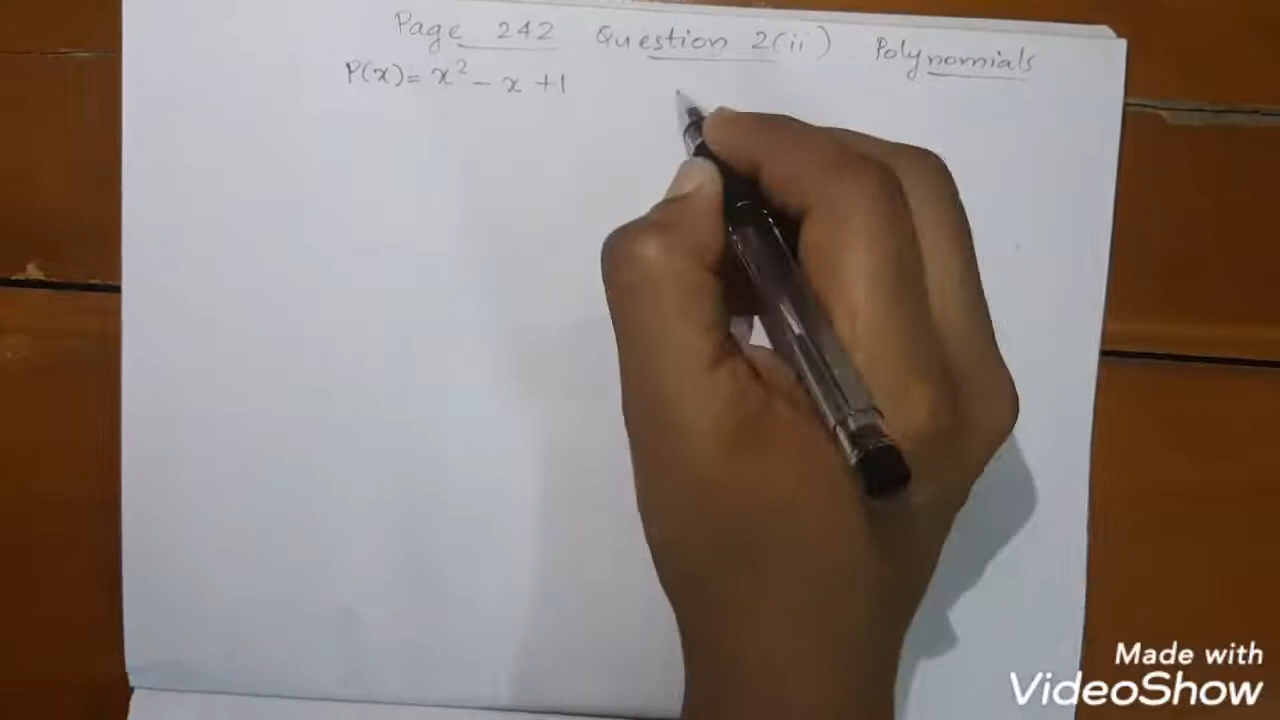 Page 242 Question 2(ii) Polynomials
P(x) = x² - x + 1
Made with
VideoShow